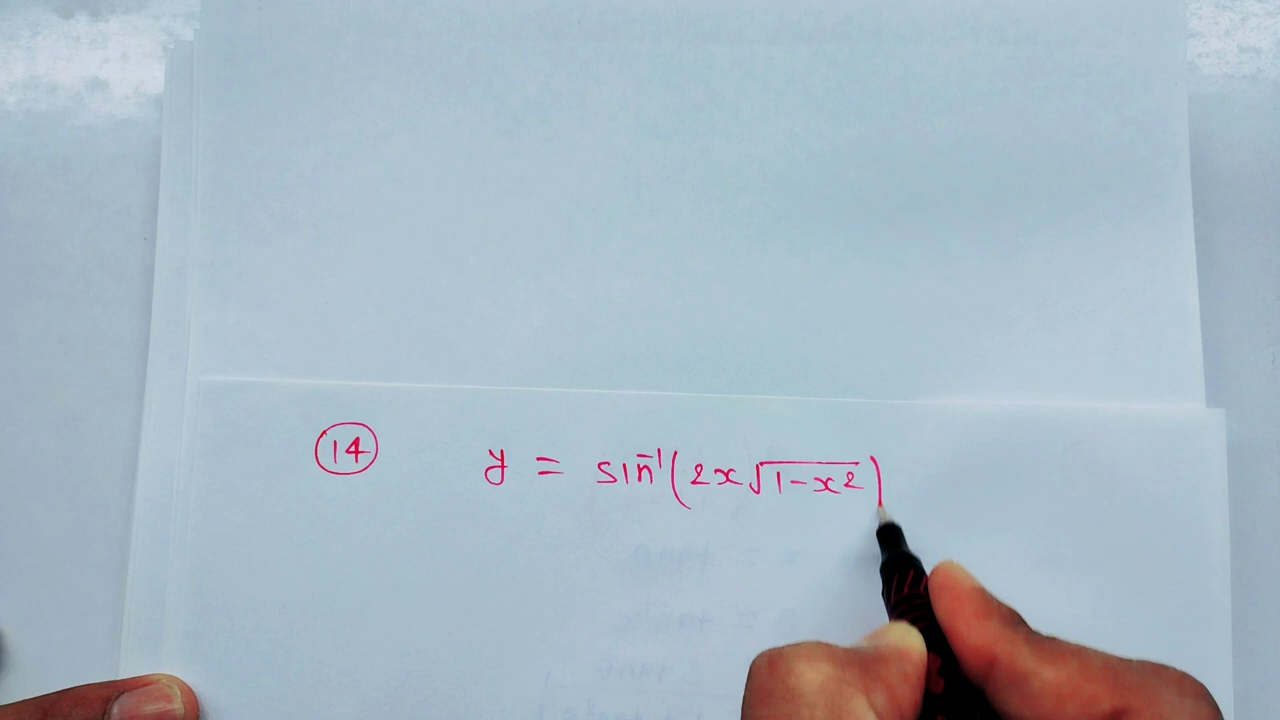 14 y = sin⁻¹(2x√(1-x²))